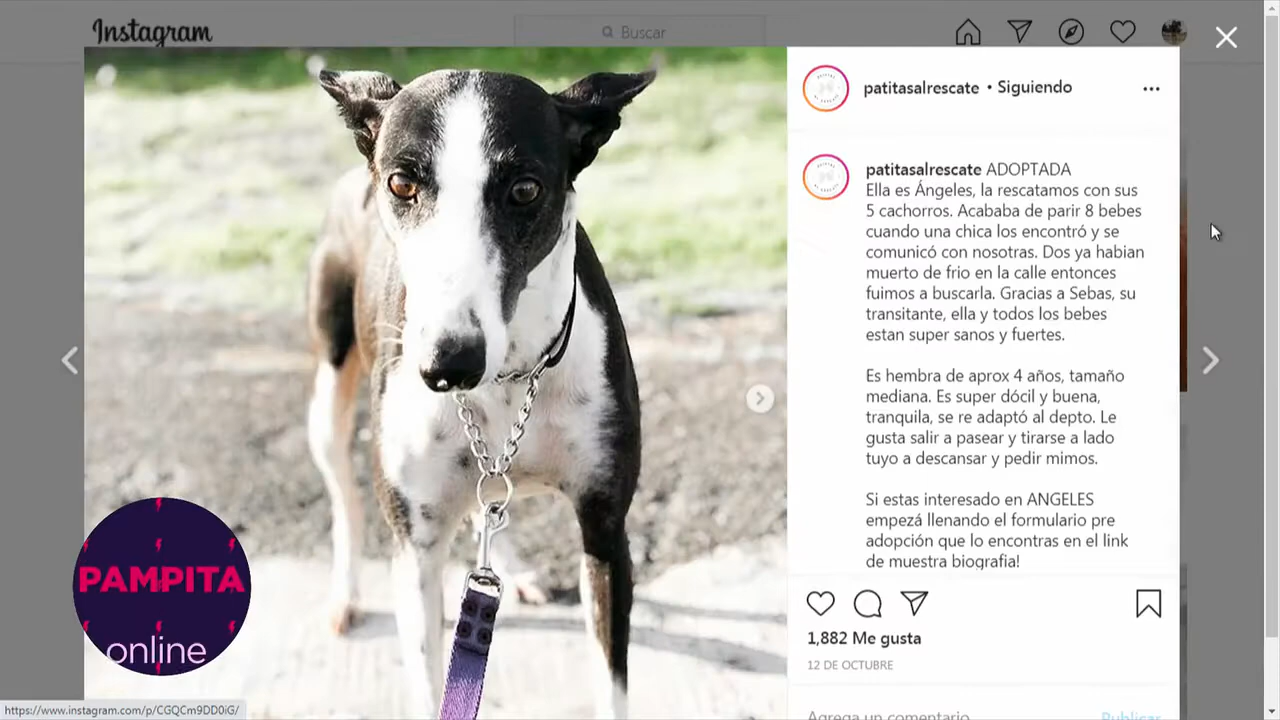 Instagram
Buscar
patitasalrescate • Siguiendo
patitasalrescate ADOPTADA
Ella es Ángeles, la rescatamos con sus
5 cachorros. Acababa de parir 8 bebes
cuando una chica los encontró y se
comunicó con nosotras. Dos ya habian
muerto de frio en la calle entonces
fuimos a buscarla. Gracias a Sebas, su
transitante, ella y todos los bebes
estan super sanos y fuertes.
Es hembra de aprox 4 años, tamaño
mediana. Es super dócil y buena,
tranquila, se re adaptó al depto. Le
gusta salir a pasear y tirarse a lado
tuyo a descansar y pedir mimos.
Si estas interesado en ANGELES
empezá llenando el formulario pre
adopción que lo encontras en el link
de muestra biografia!
1,882 Me gusta
12 DE OCTUBRE
Agrega un comentario
Publicar
PAMPITA
online
https://www.instagram.com/p/CGQCm9DD0iG/